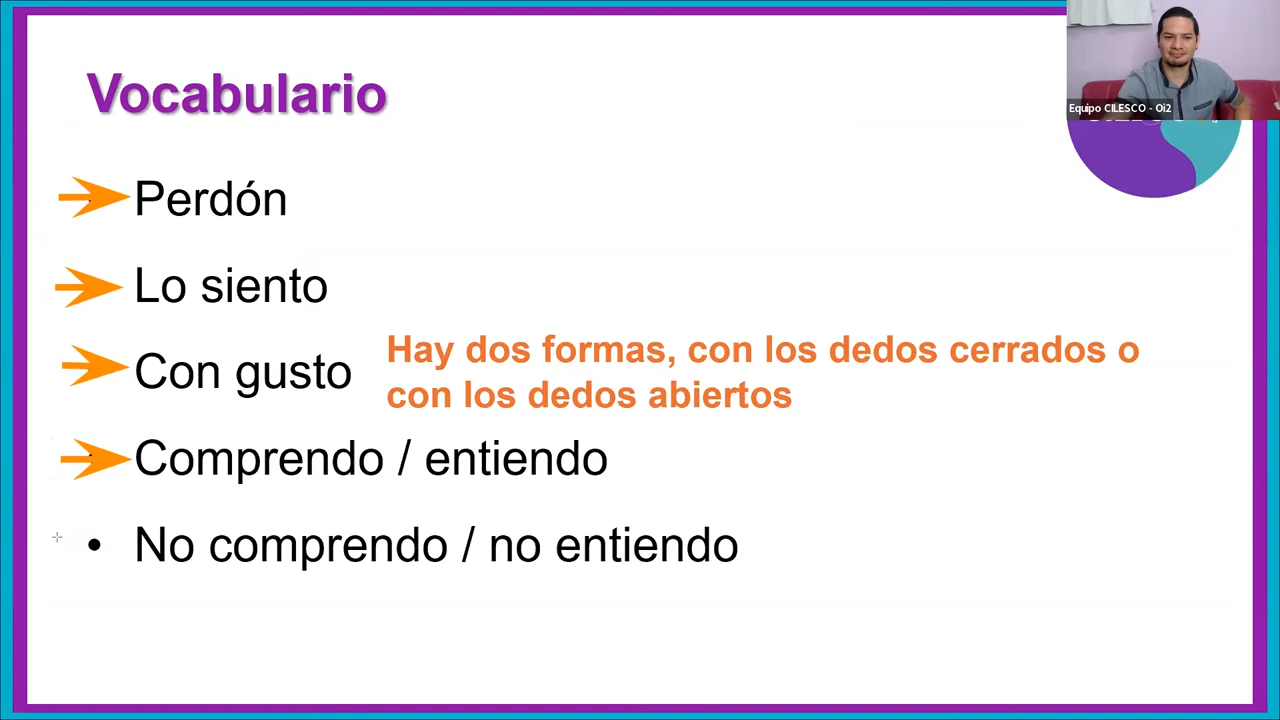 Vocabulario
Equipo CILESCO - Oi2
Perdón
Lo siento
Con gusto
Hay dos formas, con los dedos cerrados o
con los dedos abiertos
Comprendo / entiendo
• No comprendo / no entiendo